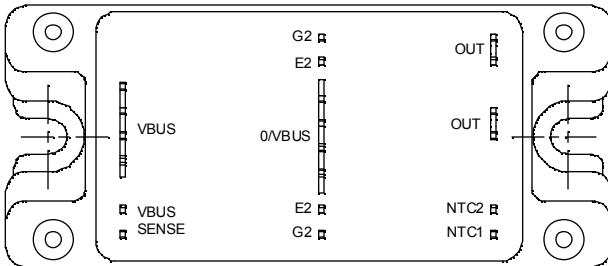 G2
OUT
E2
VBUS
0/VBUS
OUT
VBUS
SENSE
E2
NTC2
G2
NTC1